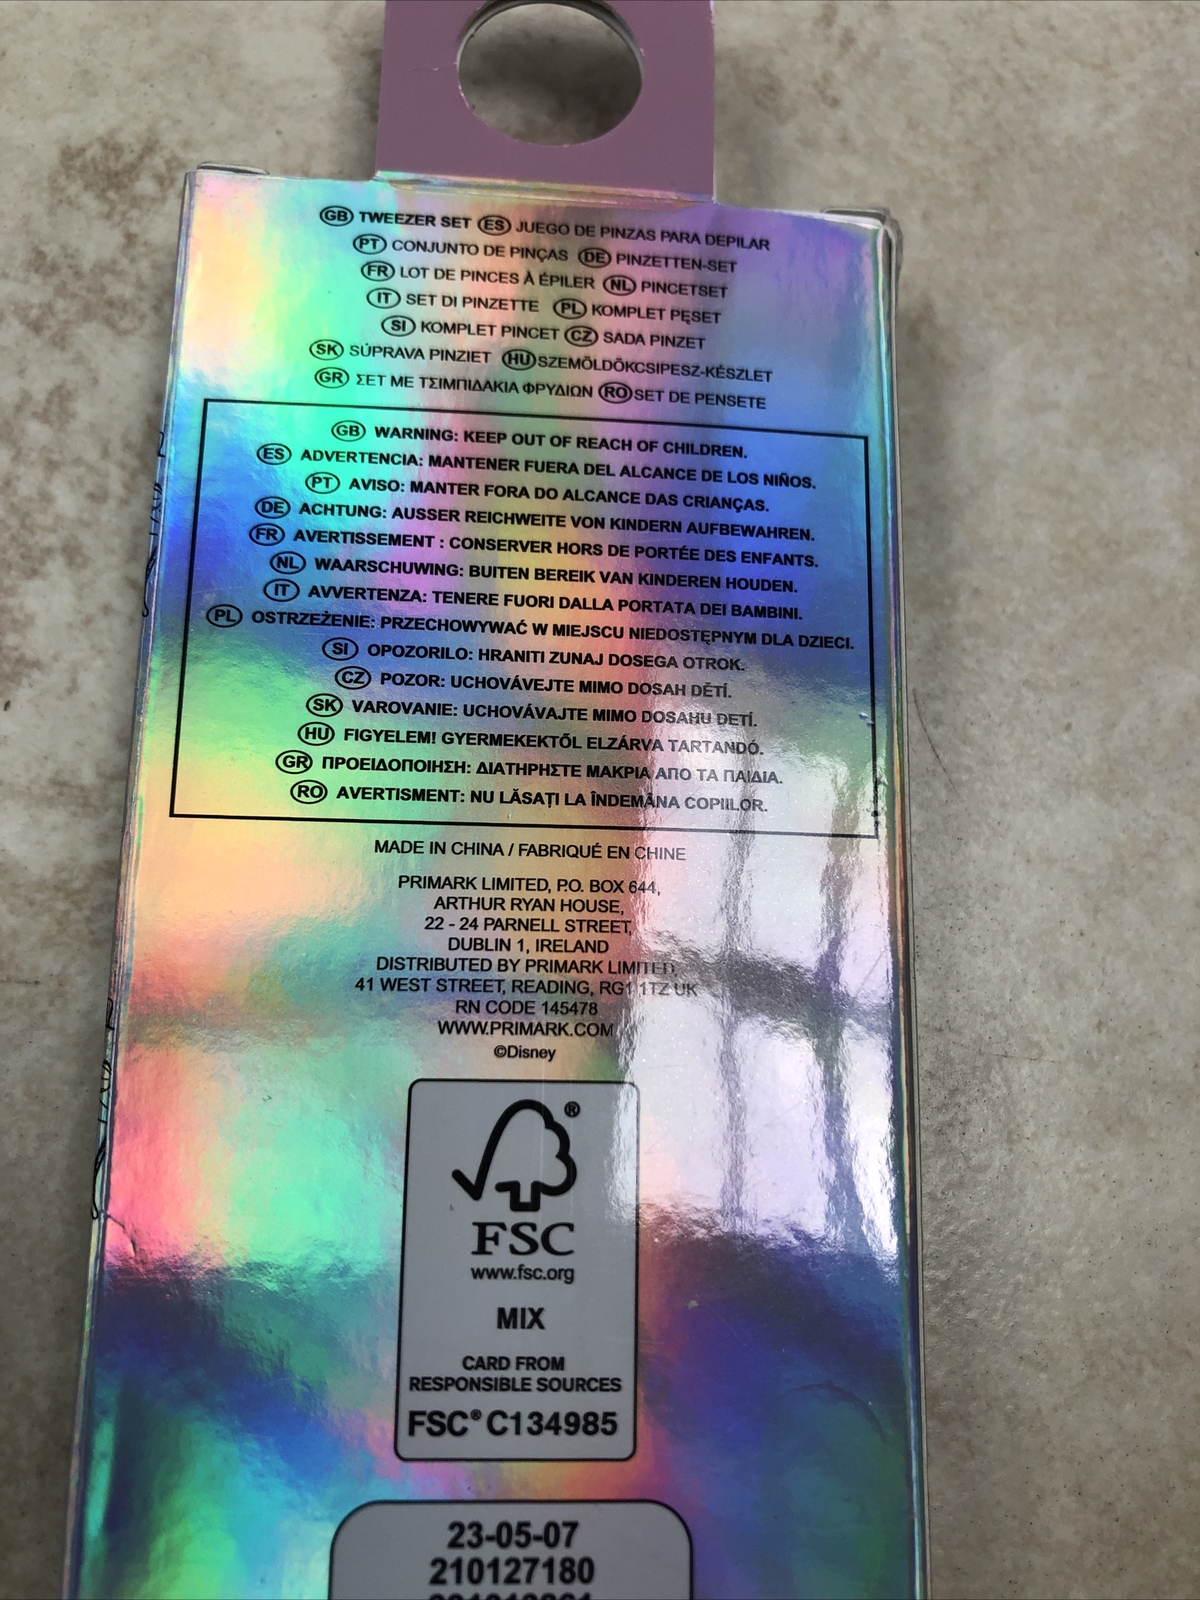 GB TWEEZER SET ES JUEGO DE PINZAS PARA DEPILAR
PT CONJUNTO DE PINÇAS DE PINZETTEN-SET
FR LOT DE PINCES À ÉPILER NL PINCETSET
IT SET DI PINZETTE PL KOMPLET PĘSET
SI KOMPLET PINCET CZ SADA PINZET
SK SÚPRAVA PINZIET HU SZEMÖLDÖKCSIPESZ-KÉSZLET
GR ΣΕΤ ΜΕ ΤΣΙΜΠΙΔΑΚΙΑ ΦΡΥΔΙΩΝ RO SET DE PENSETE
GB WARNING: KEEP OUT OF REACH OF CHILDREN.
ES ADVERTENCIA: MANTENER FUERA DEL ALCANCE DE LOS NIÑOS.
PT AVISO: MANTER FORA DO ALCANCE DAS CRIANÇAS.
DE ACHTUNG: AUSSER REICHWEITE VON KINDERN AUFBEWAHREN.
FR AVERTISSEMENT : CONSERVER HORS DE PORTÉE DES ENFANTS.
NL WAARSCHUWING: BUITEN BEREIK VAN KINDEREN HOUDEN.
IT AVVERTENZA: TENERE FUORI DALLA PORTATA DEI BAMBINI.
PL OSTRZEŻENIE: PRZECHOWYWAĆ W MIEJSCU NIEDOSTĘPNYM DLA DZIECI.
SI OPOZORILO: HRANITI ZUNAJ DOSEGA OTROK.
CZ POZOR: UCHOVÁVEJTE MIMO DOSAH DĚTÍ.
SK VAROVANIE: UCHOVÁVAJTE MIMO DOSAHU DETÍ.
HU FIGYELEM! GYERMEKEKTŐL ELZÁRVA TARTANDÓ.
GR ΠΡΟΕΙΔΟΠΟΙΗΣΗ: ΔΙΑΤΗΡΗΣΤΕ ΜΑΚΡΙΑ ΑΠΟ ΤΑ ΠΑΙΔΙΑ.
RO AVERTISMENT: NU LĂSAȚI LA ÎNDEMÂNA COPIILOR.
MADE IN CHINA / FABRIQUÉ EN CHINE
PRIMARK LIMITED, P.O. BOX 644,
ARTHUR RYAN HOUSE,
22 - 24 PARNELL STREET,
DUBLIN 1, IRELAND
DISTRIBUTED BY PRIMARK LIMITED,
41 WEST STREET, READING, RG1 1TZ UK
RN CODE 145478
WWW.PRIMARK.COM
©Disney
®
FSC
www.fsc.org
MIX
CARD FROM
RESPONSIBLE SOURCES
FSC® C134985
23-05-07
210127180